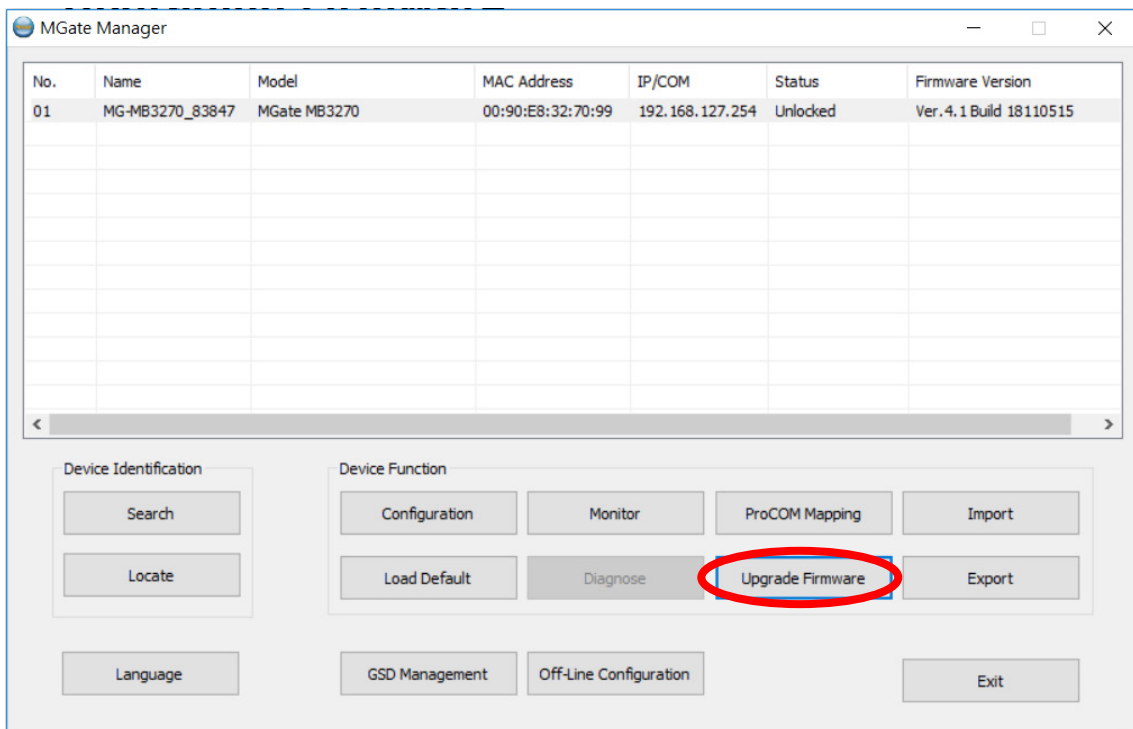 MGate Manager
No. Name Model MAC Address IP/COM Status Firmware Version
01 MG-MB3270_83847 MGate MB3270 00:90:E8:32:70:99 192.168.127.254 Unlocked Ver.4.1 Build 18110515
Device Identification Device Function
Search Configuration Monitor ProCOM Mapping Import
Locate Load Default Diagnose Upgrade Firmware Export
Language GSD Management Off-Line Configuration Exit